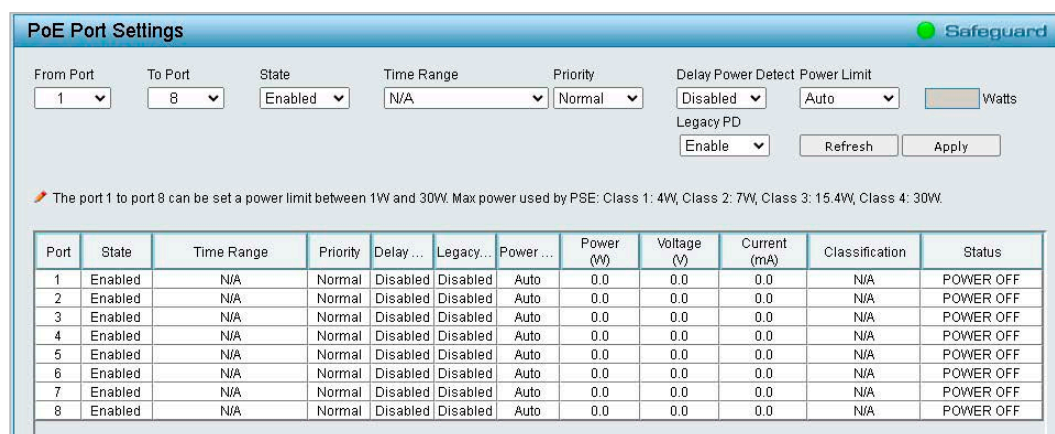 PoE Port Settings Safeguard
From Port To Port State Time Range Priority Delay Power Detect Power Limit
1 8 Enabled N/A Normal Disabled Auto Watts
Legacy PD
Enable Refresh Apply
The port 1 to port 8 can be set a power limit between 1W and 30W. Max power used by PSE: Class 1: 4W, Class 2: 7W, Class 3: 15.4W, Class 4: 30W.
Port State Time Range Priority Delay ... Legacy... Power ... Power (W) Voltage (V) Current (mA) Classification Status
1 Enabled N/A Normal Disabled Disabled Auto 0.0 0.0 0.0 N/A POWER OFF
2 Enabled N/A Normal Disabled Disabled Auto 0.0 0.0 0.0 N/A POWER OFF
3 Enabled N/A Normal Disabled Disabled Auto 0.0 0.0 0.0 N/A POWER OFF
4 Enabled N/A Normal Disabled Disabled Auto 0.0 0.0 0.0 N/A POWER OFF
5 Enabled N/A Normal Disabled Disabled Auto 0.0 0.0 0.0 N/A POWER OFF
6 Enabled N/A Normal Disabled Disabled Auto 0.0 0.0 0.0 N/A POWER OFF
7 Enabled N/A Normal Disabled Disabled Auto 0.0 0.0 0.0 N/A POWER OFF
8 Enabled N/A Normal Disabled Disabled Auto 0.0 0.0 0.0 N/A POWER OFF